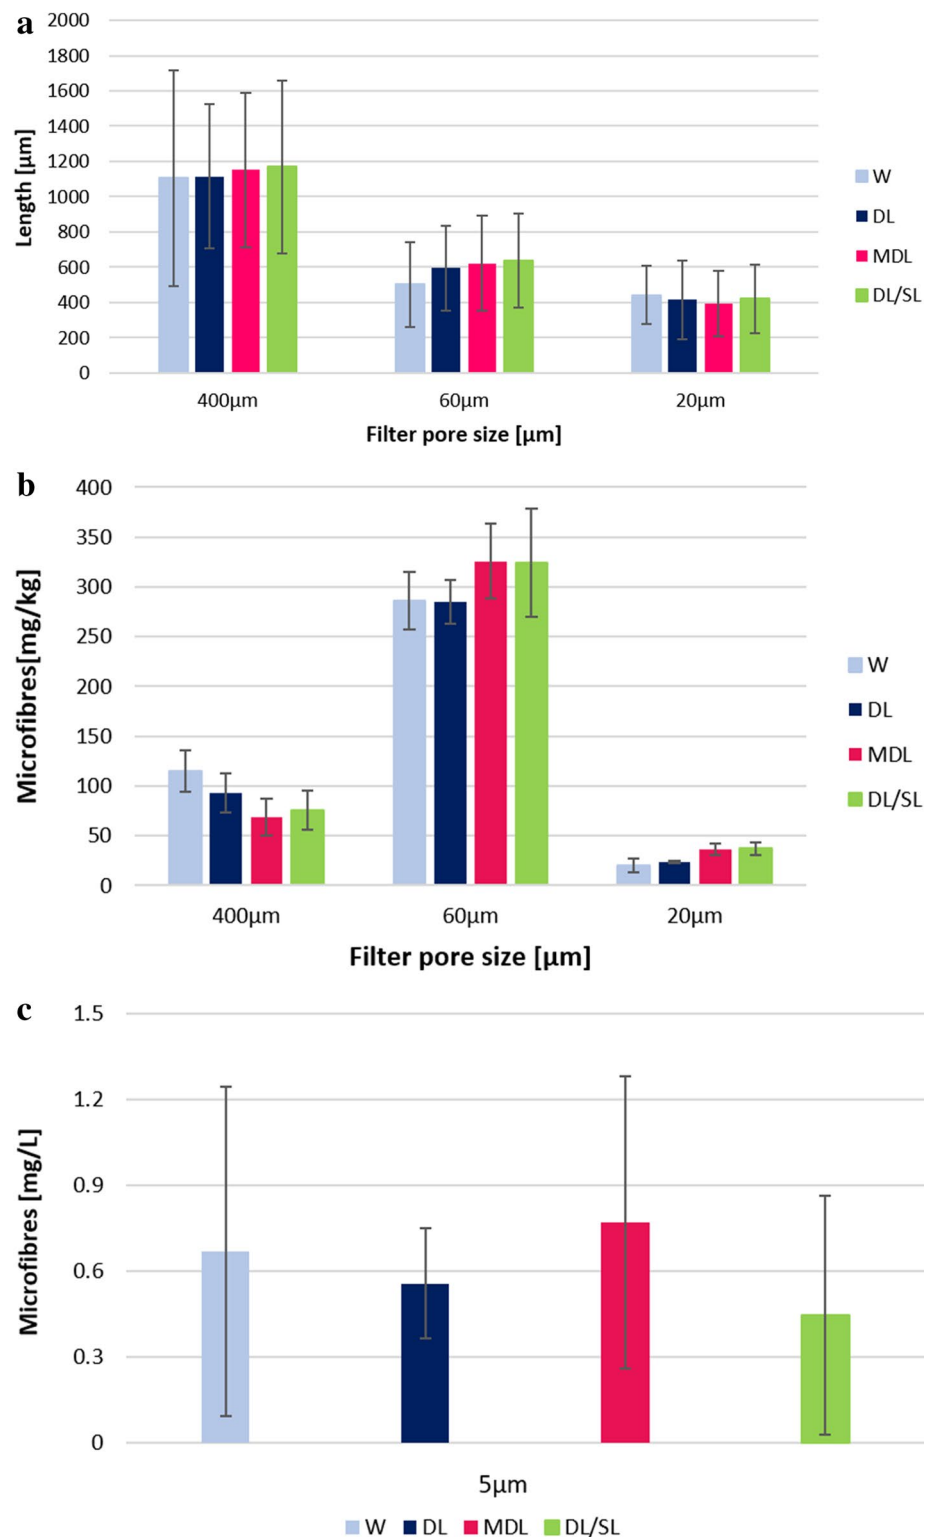 a
Length [µm]
2000
1800
1600
1400
1200
1000
800
600
400
200
0
400µm 60µm 20µm
Filter pore size [µm]
W
DL
MDL
DL/SL
b
Microfibres[mg/kg]
400
350
300
250
200
150
100
50
0
400µm 60µm 20µm
Filter pore size [µm]
W
DL
MDL
DL/SL
c
Microfibres [mg/L]
1.5
1.2
0.9
0.6
0.3
0
5µm
W DL MDL DL/SL